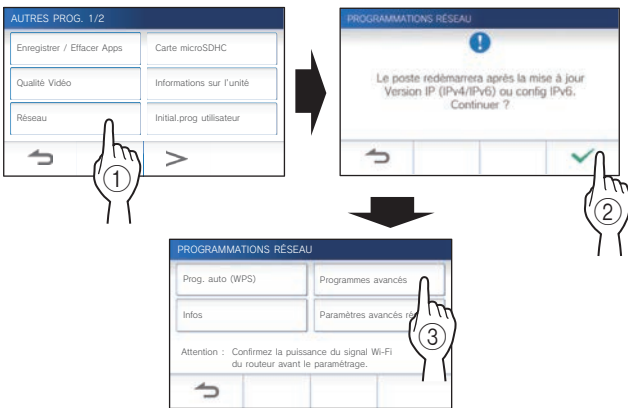 AUTRES PROG. 1/2
Enregistrer / Effacer Apps
Carte microSDHC
Qualité Vidéo
Informations sur l'unité
Réseau
Initial.prog utilisateur
>
1
PROGRAMMATIONS RÉSEAU
!
Le poste redémarrera après la mise à jour
Version IP (IPv4/IPv6) ou config IPv6.
Continuer ?
2
PROGRAMMATIONS RÉSEAU
Prog. auto (WPS)
Programmes avancés
Infos
Paramètres avancés
3
Attention : Confirmez la puissance du signal Wi-Fi
du routeur avant le paramétrage.